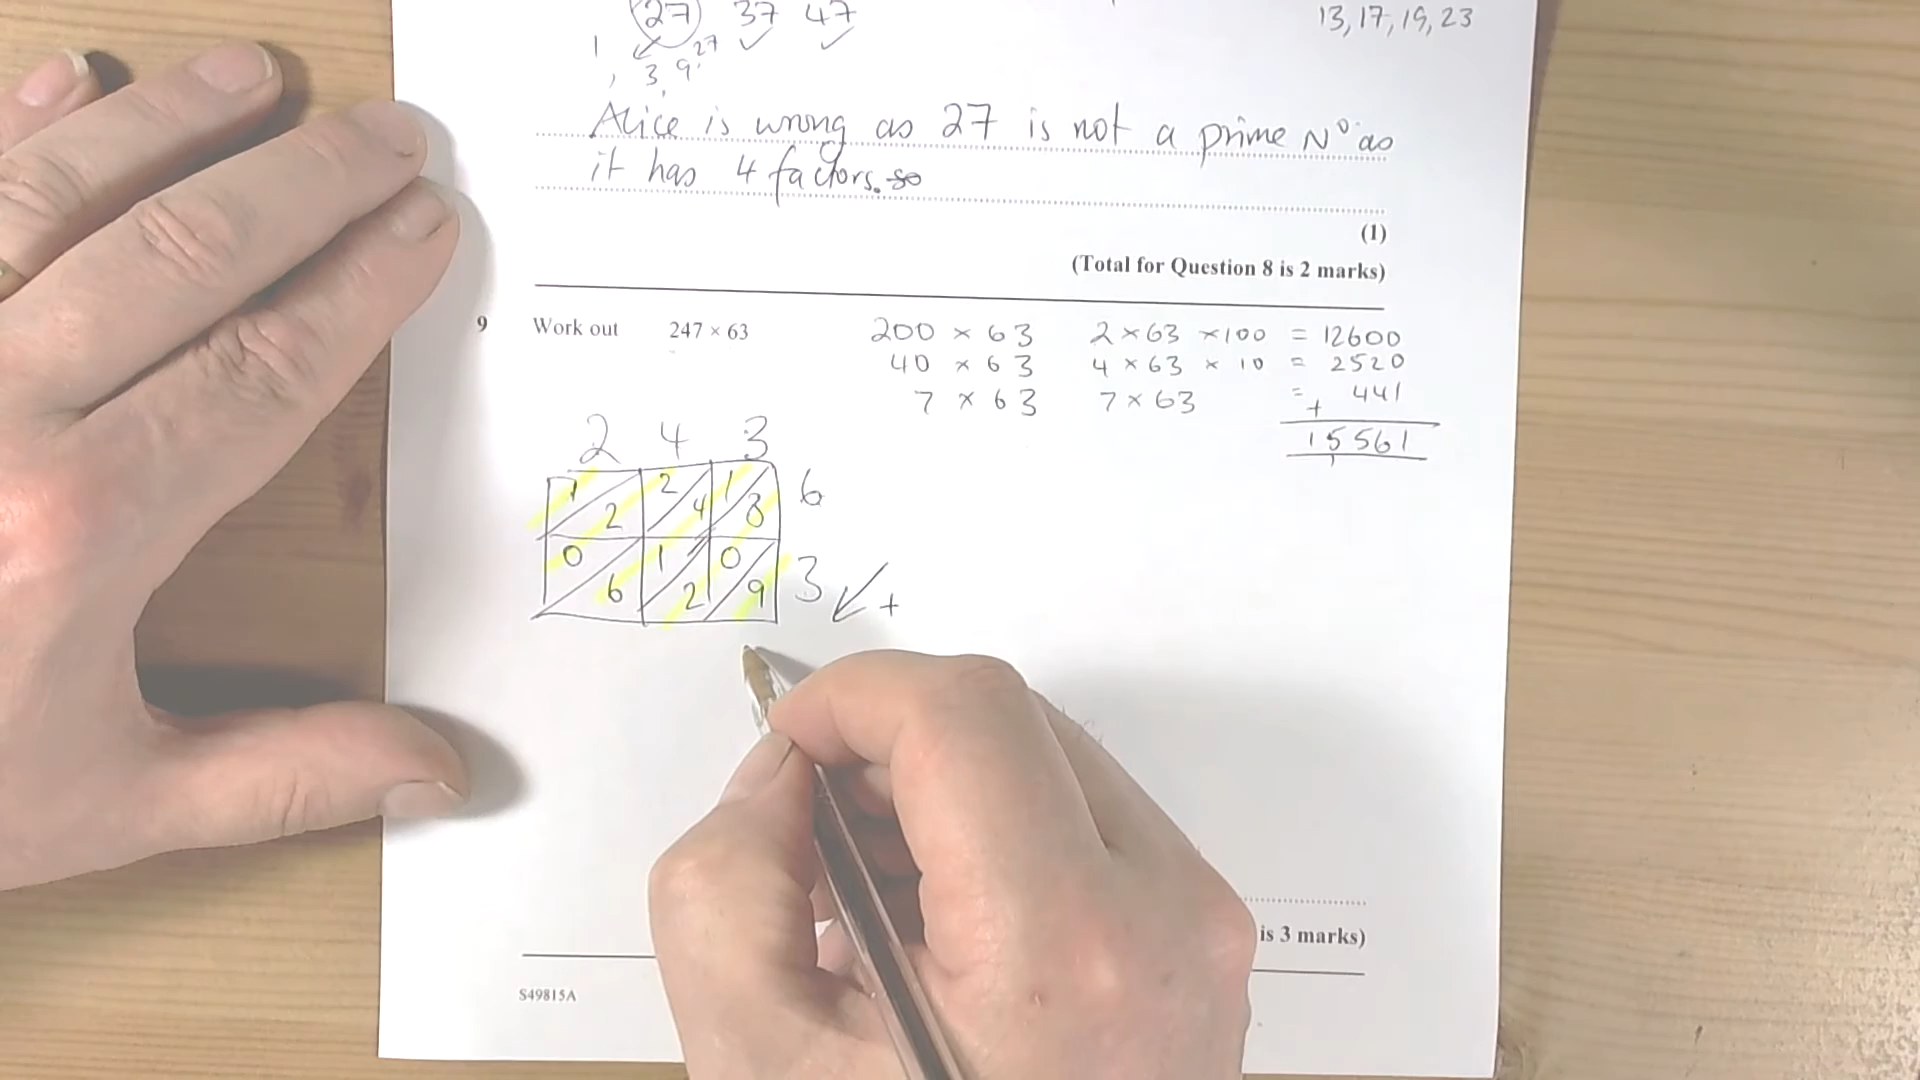 27 37 47
13, 17, 19, 23
1 27
, 3, 9
Alice is wrong as 27 is not a prime Nº as
it has 4 factors. so
(1)
(Total for Question 8 is 2 marks)
9 Work out 247 × 63
200 × 63 2 × 63 × 100 = 12600
40 × 63 4 × 63 × 10 = 2520
7 × 63 7 × 63 = 441
+
15561
1
2 4 3
1 2 2 4 1 8 6
0 6 1 2 0 9 3 +
is 3 marks)
S49815A